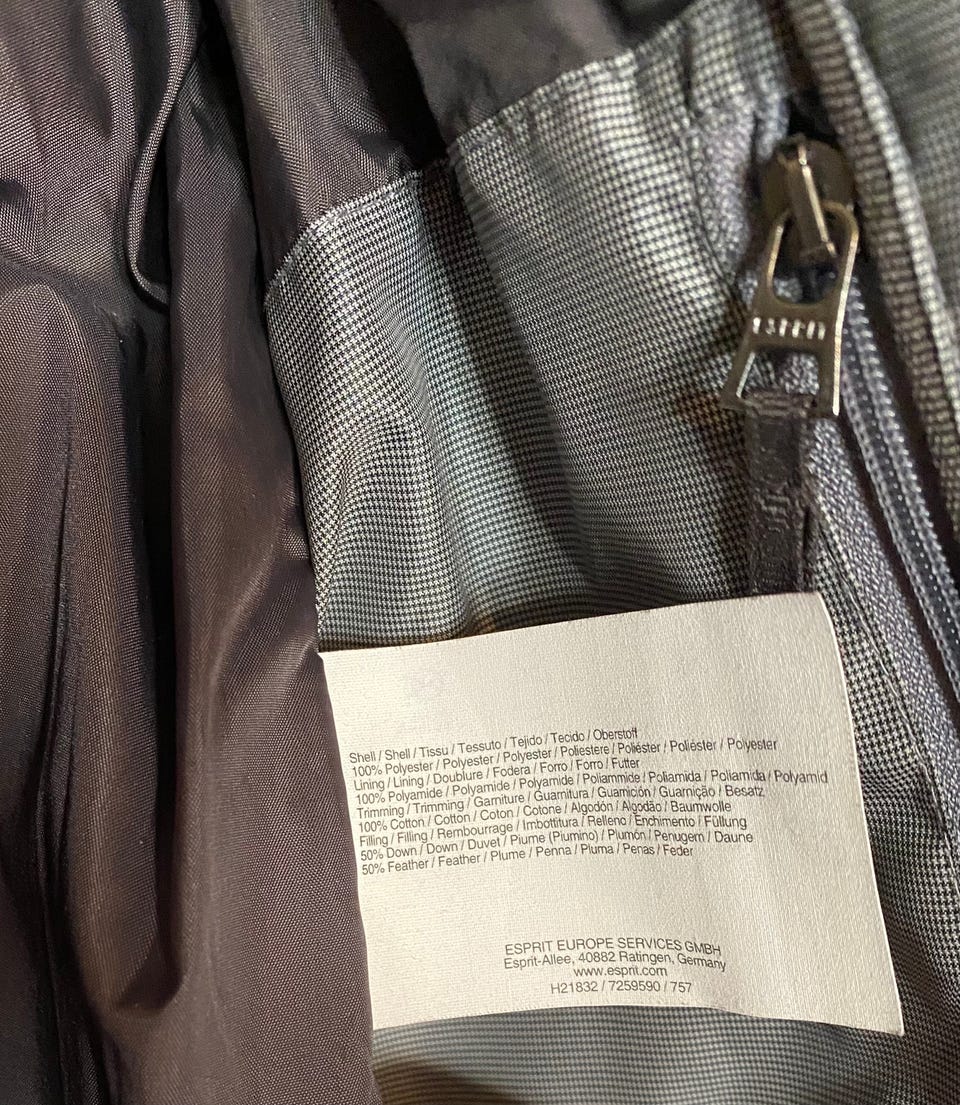 ESPRIT
Shell / Shell / Tissu / Tessuto / Tejido / Tecido / Oberstoff
100% Polyester / Polyester / Polyester / Poliestere / Poliéster / Poliéster / Polyester
Lining / Lining / Doublure / Fodera / Forro / Forro / Futter
100% Polyamide / Polyamide / Polyamide / Poliammide / Poliamida / Poliamida / Polyamid
Trimming / Trimming / Garniture / Guarnitura / Guarnición / Guarnição / Besatz
100% Cotton / Cotton / Coton / Cotone / Algodón / Algodão / Baumwolle
Filling / Filling / Rembourrage / Imbottitura / Relleno / Enchimento / Füllung
50% Down / Down / Duvet / Piume (Piumino) / Plumón / Penugem / Daune
50% Feather / Feather / Plume / Penna / Pluma / Penas / Feder
ESPRIT EUROPE SERVICES GMBH
Esprit-Allee, 40882 Ratingen, Germany
www.esprit.com
H21832 / 7259590 / 757